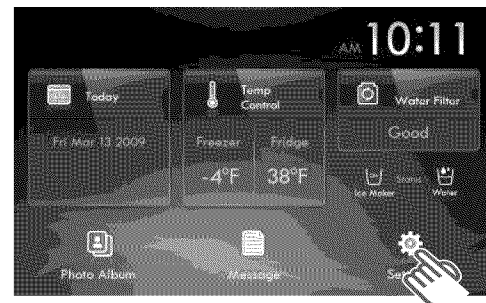 AM 10:11
Today
Temp
Control
Water Filter
Fri Mar 13 2009
Freezer
Fridge
Good
-4°F
38°F
Ice Maker
Status
Water
Photo Album
Message